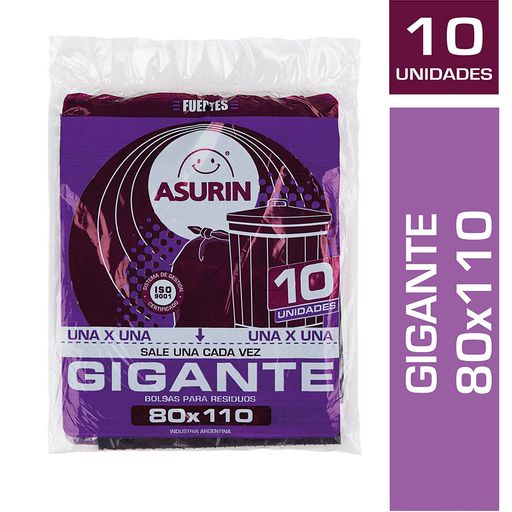 FUERTES
ASURIN
10
UNIDADES
SISTEMA DE GESTION
ISO
9001
CERTIFICADO
UNA X UNA
UNA X UNA
SALE UNA CADA VEZ
GIGANTE
BOLSAS PARA RESIDUOS
80x110
INDUSTRIA ARGENTINA
10
UNIDADES
GIGANTE
80x110